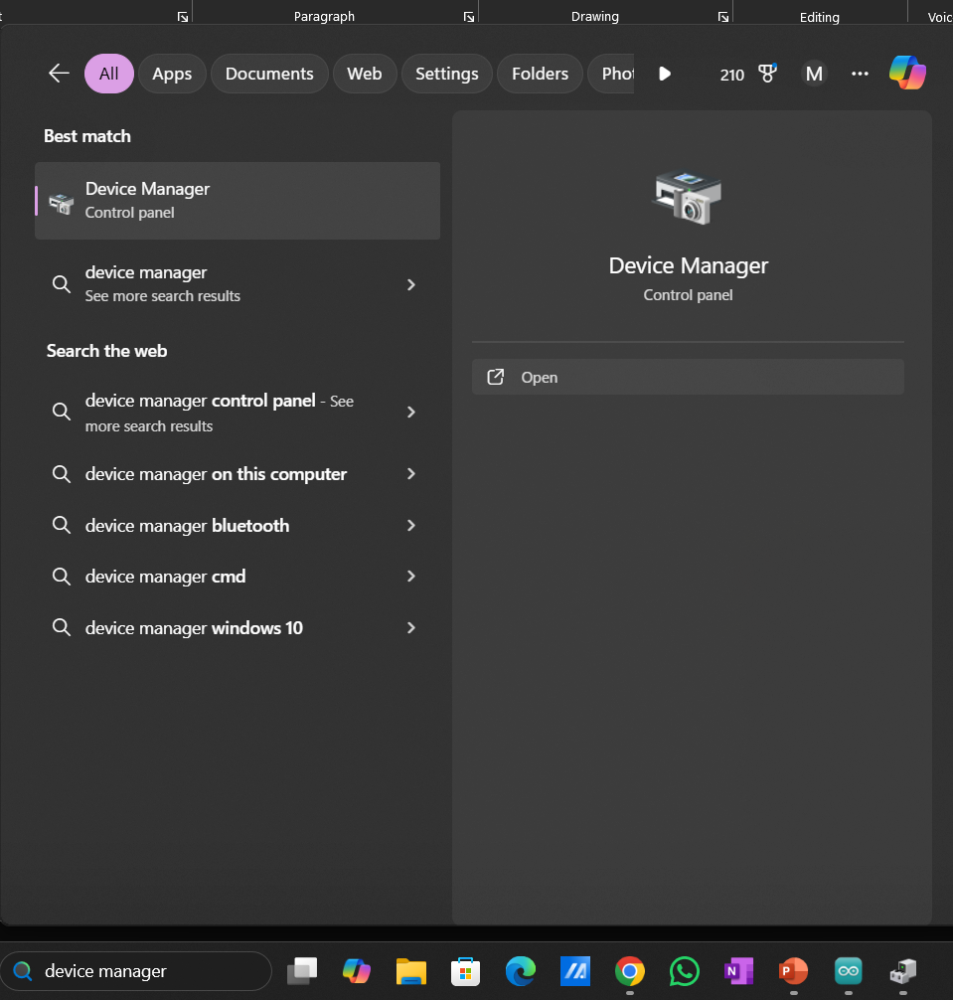 Paragraph
Drawing
Editing
All
Apps
Documents
Web
Settings
Folders
210
M
Best match
Device Manager
Control panel
device manager
See more search results
Search the web
device manager control panel - See
more search results
device manager on this computer
device manager bluetooth
device manager cmd
device manager windows 10
Device Manager
Control panel
Open
device manager
N
P